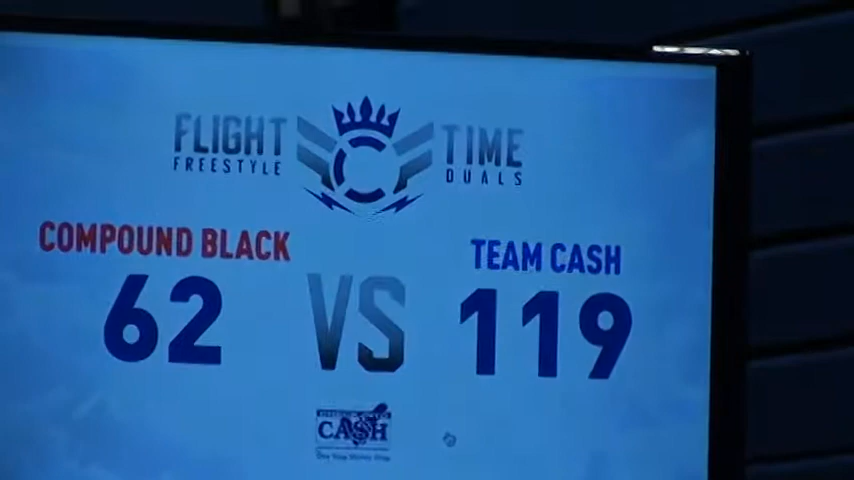 FLIGHT TIME
FREESTYLE DUALS
C
COMPOUND BLACK
TEAM CASH
62 VS 119
CASH